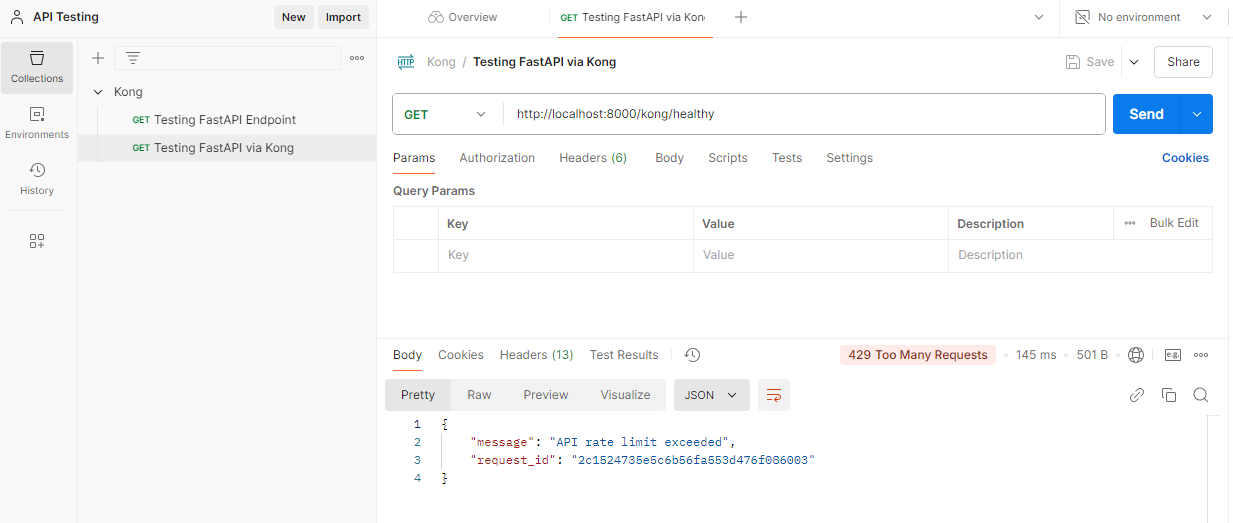 API Testing
New
Import
Overview
GET Testing FastAPI via Kon
No environment
Collections
Environments
History
Kong
GET Testing FastAPI Endpoint
GET Testing FastAPI via Kong
HTTP Kong / Testing FastAPI via Kong
Save
Share
GET
http://localhost:8000/kong/healthy
Send
Params Authorization Headers (6) Body Scripts Tests Settings
Cookies
Query Params
Key Value Description Bulk Edit
Key Value Description
Body Cookies Headers (13) Test Results
429 Too Many Requests 145 ms 501 B e.g.
Pretty Raw Preview Visualize JSON
1 {
2 "message": "API rate limit exceeded",
3 "request_id": "2c1524735e5c6b56fa553d476f086003"
4 }